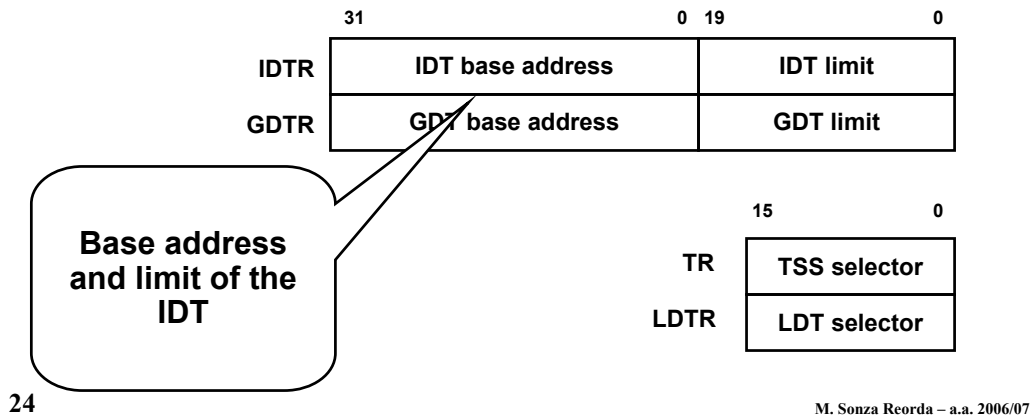 31 0 19 0
IDTR IDT base address IDT limit
GDTR GDT base address GDT limit
Base address
and limit of the
IDT
15 0
TR TSS selector
LDTR LDT selector
24 M. Sonza Reorda – a.a. 2006/07